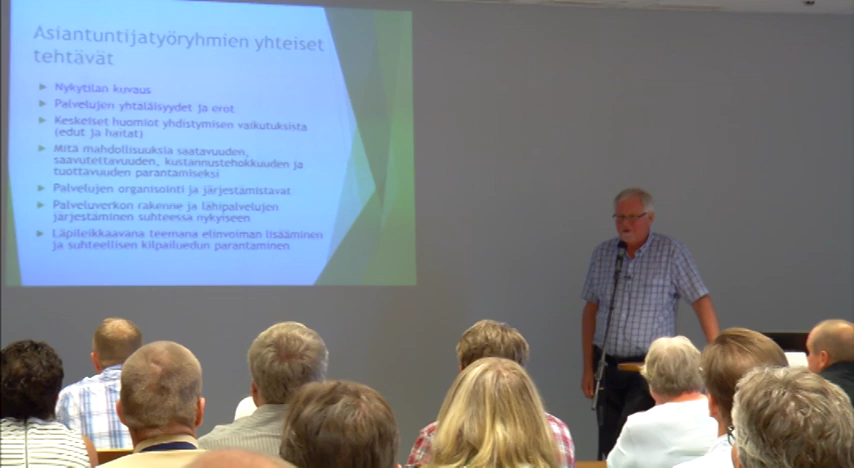 Asiantuntijatyöryhmien yhteiset
tehtävät
Nykytilan kuvaus
Palvelujen yhtäläisyydet ja erot
Keskeiset huomiot yhdistymisen vaikutuksista
(edut ja haitat)
Mitä mahdollisuuksia saatavuuden,
saavutettavuuden, kustannustehokkuuden ja
tuottavuuden parantamiseksi
Palvelujen organisointi ja järjestämistavat
Palveluverkon rakenne ja lähipalvelujen
järjestäminen suhteessa nykyiseen
Läpileikkaavana teemana elinvoiman lisääminen
ja suhteellisen kilpailuedun parantaminen